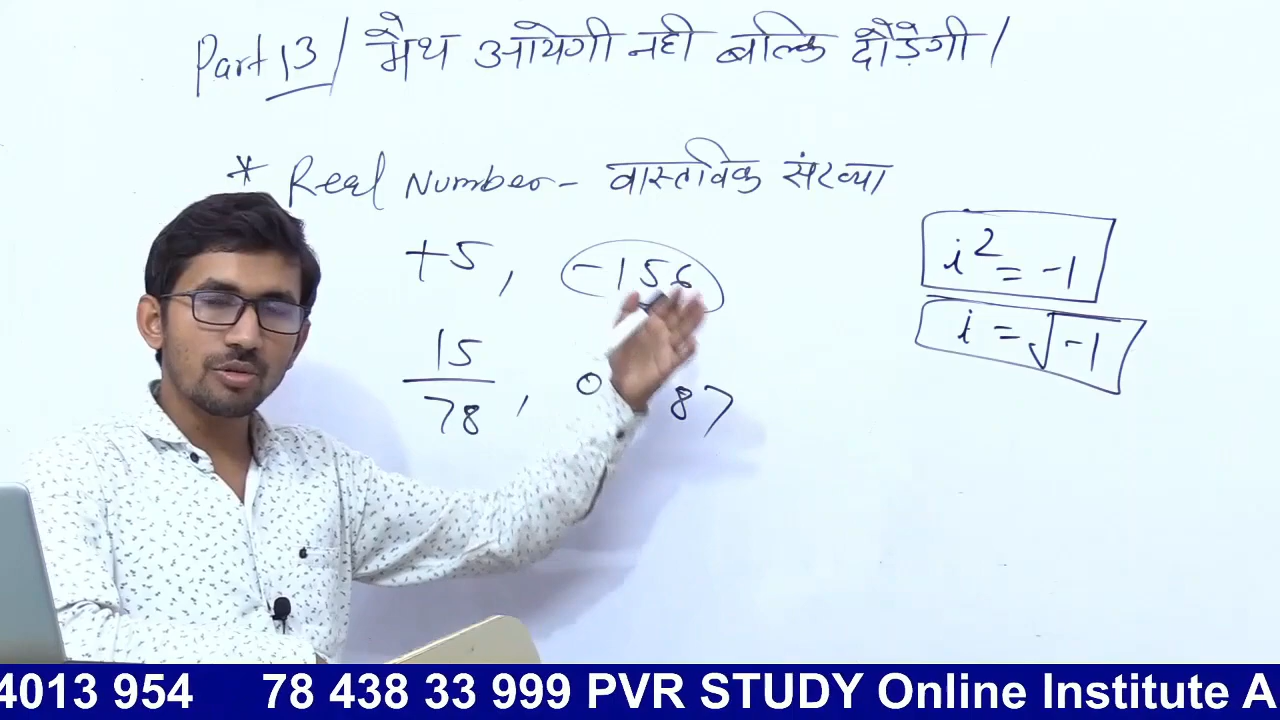 Part 13 / मैथ आयेगी नही बल्कि दौड़ेगी /
* Real Number - वास्तविक संख्या
+5, -156
15
78 , 0 87
i² = -1
i = √-1
4013 954 78 438 33 999 PVR STUDY Online Institute A